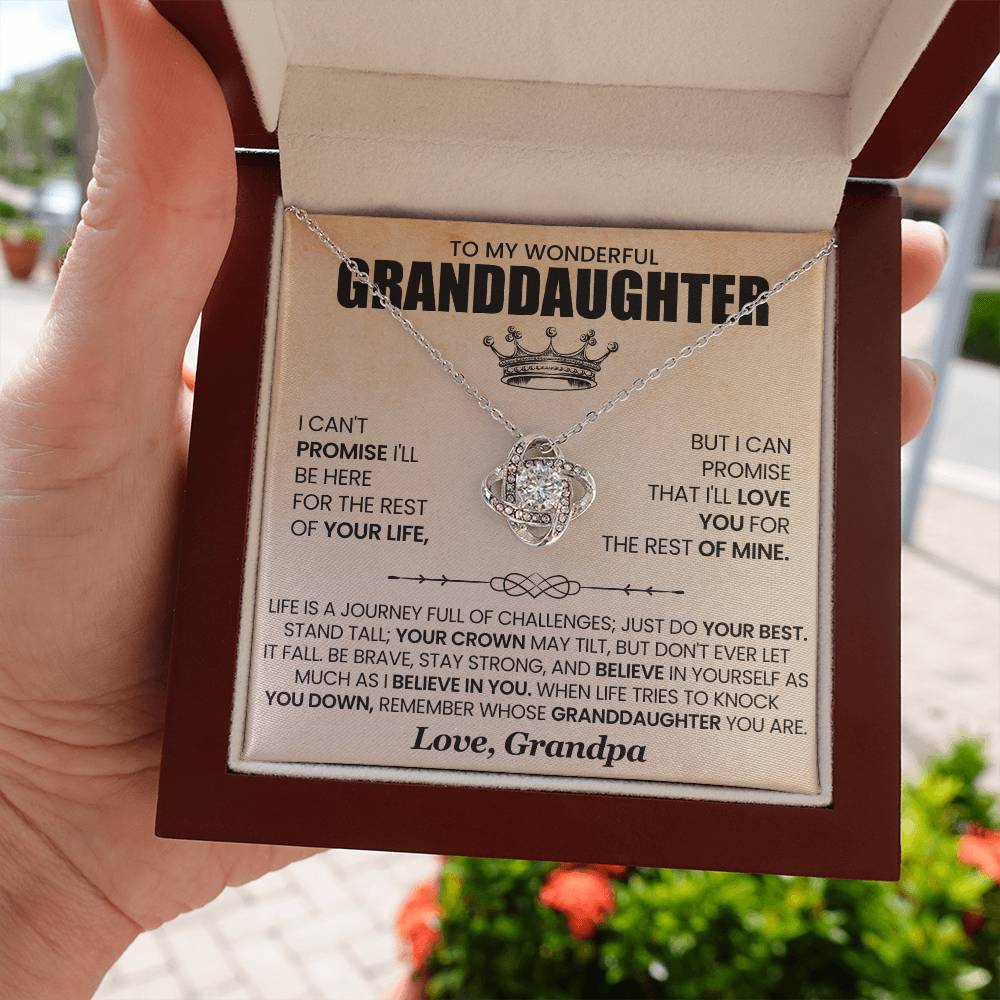 TO MY WONDERFUL
GRANDDAUGHTER
I CAN'T
PROMISE I'LL
BE HERE
FOR THE REST
OF YOUR LIFE,
BUT I CAN
PROMISE
THAT I'LL LOVE
YOU FOR
THE REST OF MINE.
LIFE IS A JOURNEY FULL OF CHALLENGES; JUST DO YOUR BEST.
STAND TALL; YOUR CROWN MAY TILT, BUT DON'T EVER LET
IT FALL. BE BRAVE, STAY STRONG, AND BELIEVE IN YOURSELF AS
MUCH AS I BELIEVE IN YOU. WHEN LIFE TRIES TO KNOCK
YOU DOWN, REMEMBER WHOSE GRANDDAUGHTER YOU ARE.
Love, Grandpa